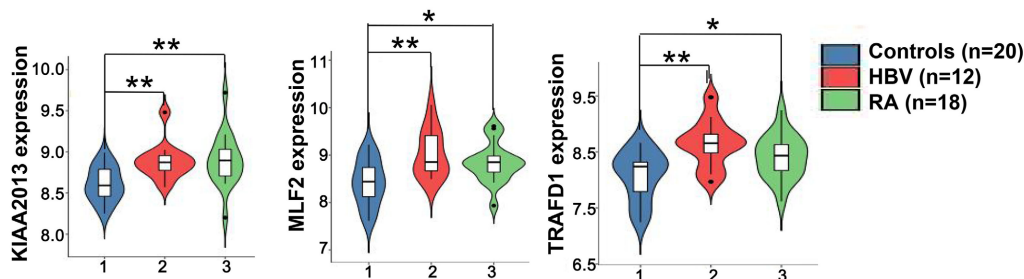 KIAA2013 expression
10.0
9.5
9.0
8.5
8.0
**
**
1 2 3
MLF2 expression
11
10
9
8
7
*
**
1 2 3
TRAFD1 expression
9.5
8.5
7.5
6.5
*
**
1 2 3
Controls (n=20)
HBV (n=12)
RA (n=18)